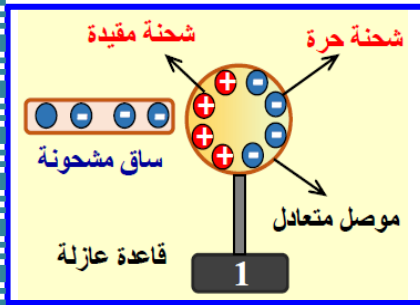 شحنة مقيدة
شحنة حرة
+ -
+ -
+ -
+ -
- - -
ساق مشحونة
موصل متعادل
قاعدة عازلة
1